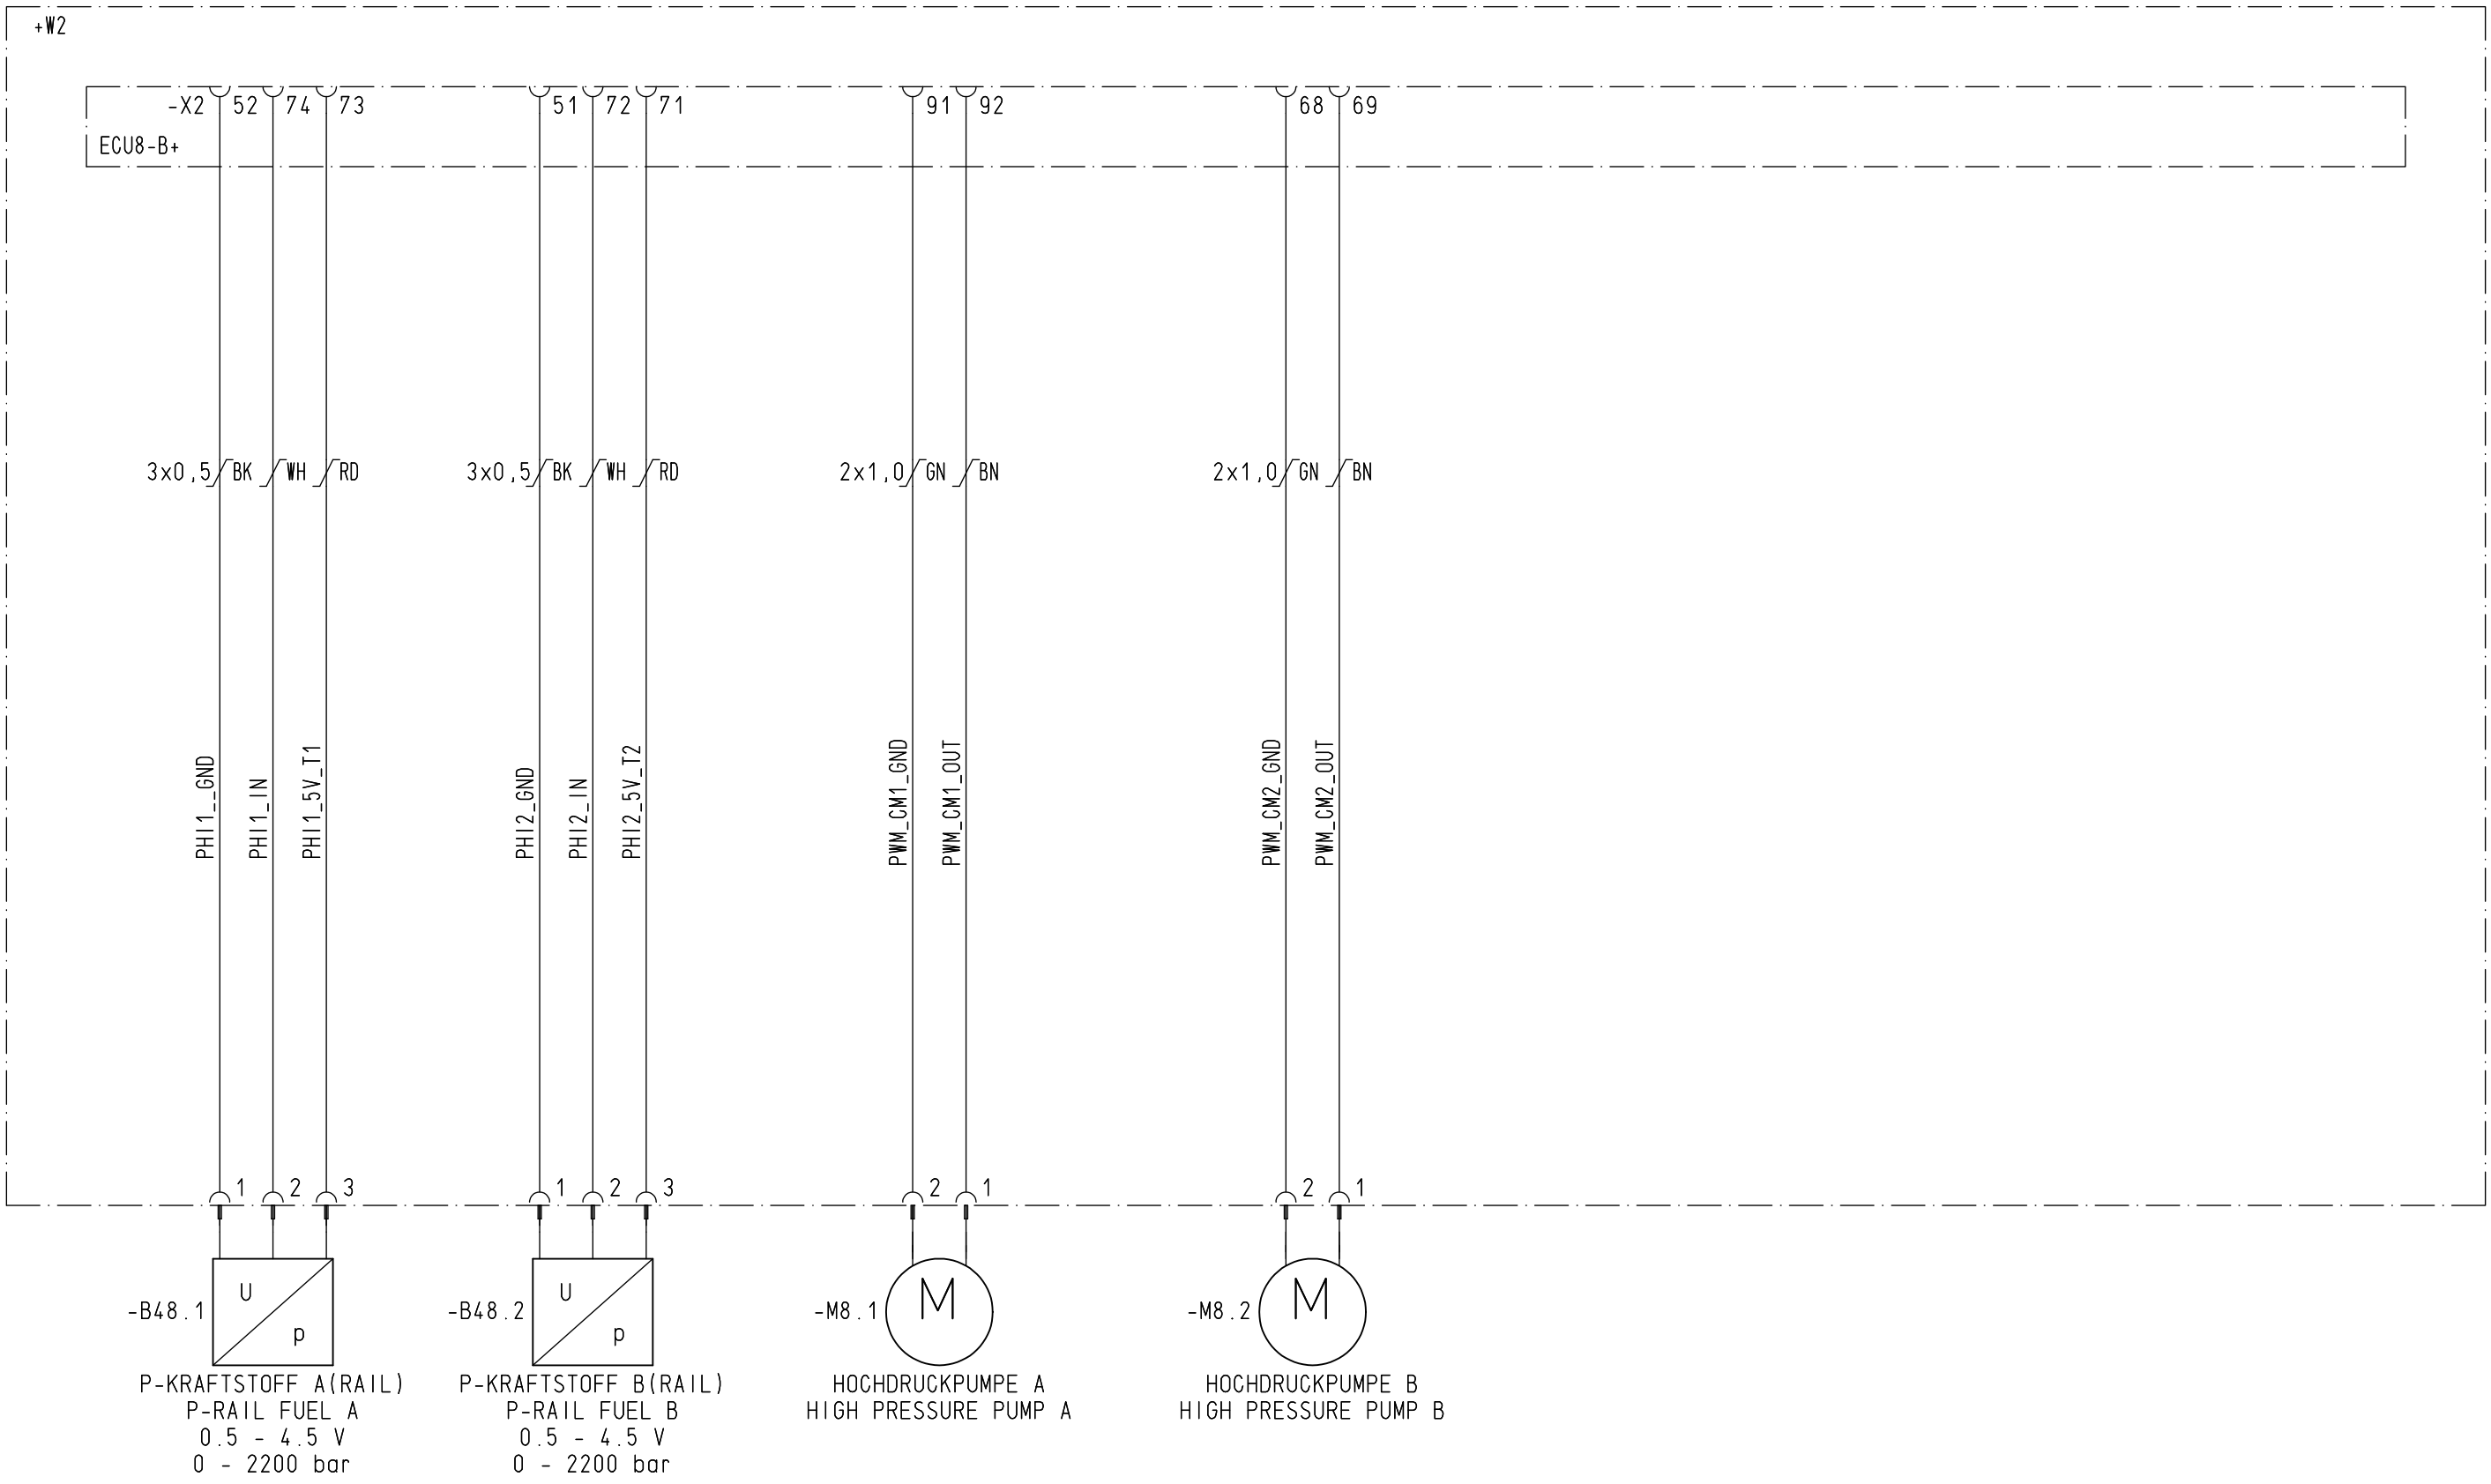 +W2
-X2 52 74 73 51 72 71 91 92 68 69
ECU8-B+
3x0,5 BK WH RD 3x0,5 BK WH RD 2x1,0 GN BN 2x1,0 GN BN
PHI1_GND
PHI1_IN
PHI1_5V_T1
PHI2_GND
PHI2_IN
PHI2_5V_T2
PWM_CM1_GND
PWM_CM1_OUT
PWM_CM2_GND
PWM_CM2_OUT
1 2 3 1 2 3 2 1 2 1
-B48.1
U
p
P-KRAFTSTOFF A(RAIL)
P-RAIL FUEL A
0.5 - 4.5 V
0 - 2200 bar
-B48.2
U
p
P-KRAFTSTOFF B(RAIL)
P-RAIL FUEL B
0.5 - 4.5 V
0 - 2200 bar
-M8.1
M
HOCHDRUCKPUMPE A
HIGH PRESSURE PUMP A
-M8.2
M
HOCHDRUCKPUMPE B
HIGH PRESSURE PUMP B